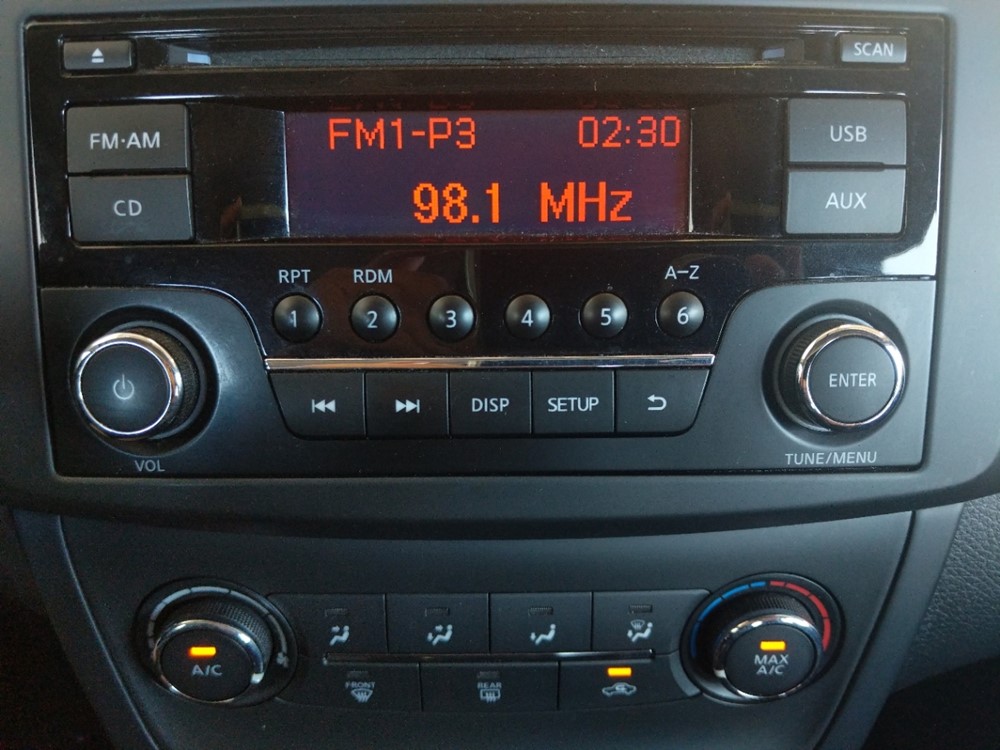 SCAN
FM·AM
FM1-P3 02:30
USB
CD
98.1 MHz
AUX
RPT RDM A-Z
1 2 3 4 5 6
DISP SETUP
ENTER
VOL
TUNE/MENU
A/C
MAX
A/C
FRONT
REAR